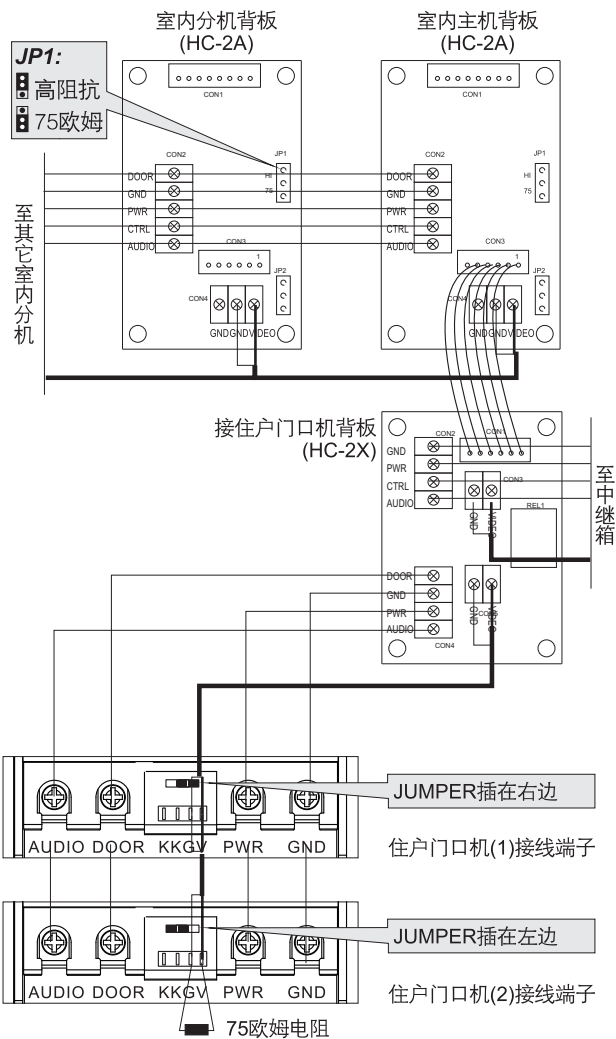 室内分机背板
(HC-2A)
室内主机背板
(HC-2A)
JP1:
高阻抗
75欧姆
CON1
CON2
JP1
HI
75
DOOR
GND
PWR
CTRL
AUDIO
CON3
1
JP2
CON4
GNDGNDVIDEO
CON1
CON2
JP1
HI
75
DOOR
GND
PWR
CTRL
AUDIO
CON3
1
JP2
CON4
GNDGNDVIDEO
至其它室内分机
接住户门口机背板
(HC-2X)
CON2
CON1
GND
PWR
CTRL
AUDIO
CON3
GND
VIDEO
REL1
至中继箱
DOOR
GND
PWR
AUDIO
CON4
GND
VIDEO
JUMPER插在右边
AUDIO DOOR KKGV PWR GND
住户门口机(1)接线端子
JUMPER插在左边
AUDIO DOOR KKGV PWR GND
住户门口机(2)接线端子
75欧姆电阻